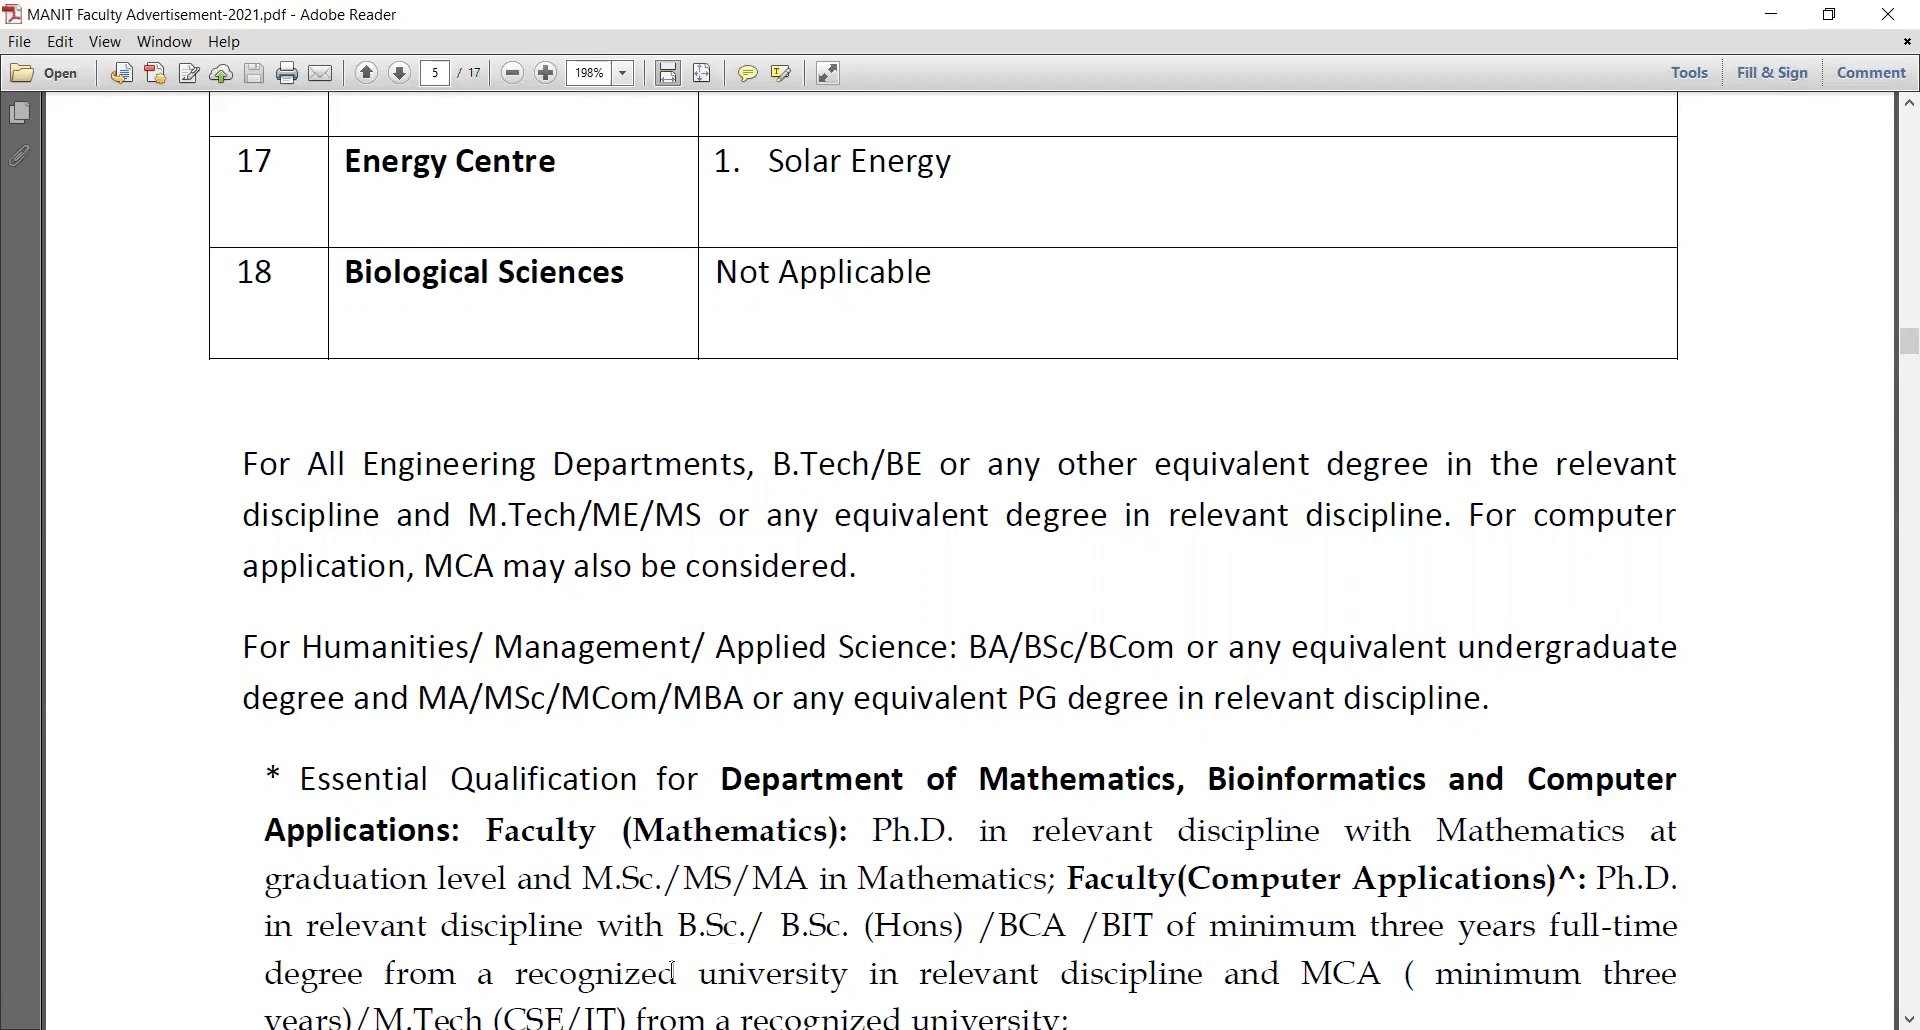 MANIT Faculty Advertisement-2021.pdf - Adobe Reader
File Edit View Window Help
Open 5 / 17 198% Tools Fill & Sign Comment
17 Energy Centre 1. Solar Energy
18 Biological Sciences Not Applicable
For All Engineering Departments, B.Tech/BE or any other equivalent degree in the relevant
discipline and M.Tech/ME/MS or any equivalent degree in relevant discipline. For computer
application, MCA may also be considered.
For Humanities/ Management/ Applied Science: BA/BSc/BCom or any equivalent undergraduate
degree and MA/MSc/MCom/MBA or any equivalent PG degree in relevant discipline.
* Essential Qualification for Department of Mathematics, Bioinformatics and Computer
Applications: Faculty (Mathematics): Ph.D. in relevant discipline with Mathematics at
graduation level and M.Sc./MS/MA in Mathematics; Faculty(Computer Applications)^: Ph.D.
in relevant discipline with B.Sc./ B.Sc. (Hons) /BCA /BIT of minimum three years full-time
degree from a recognized university in relevant discipline and MCA ( minimum three
years)/M.Tech (CSE/IT) from a recognized university;